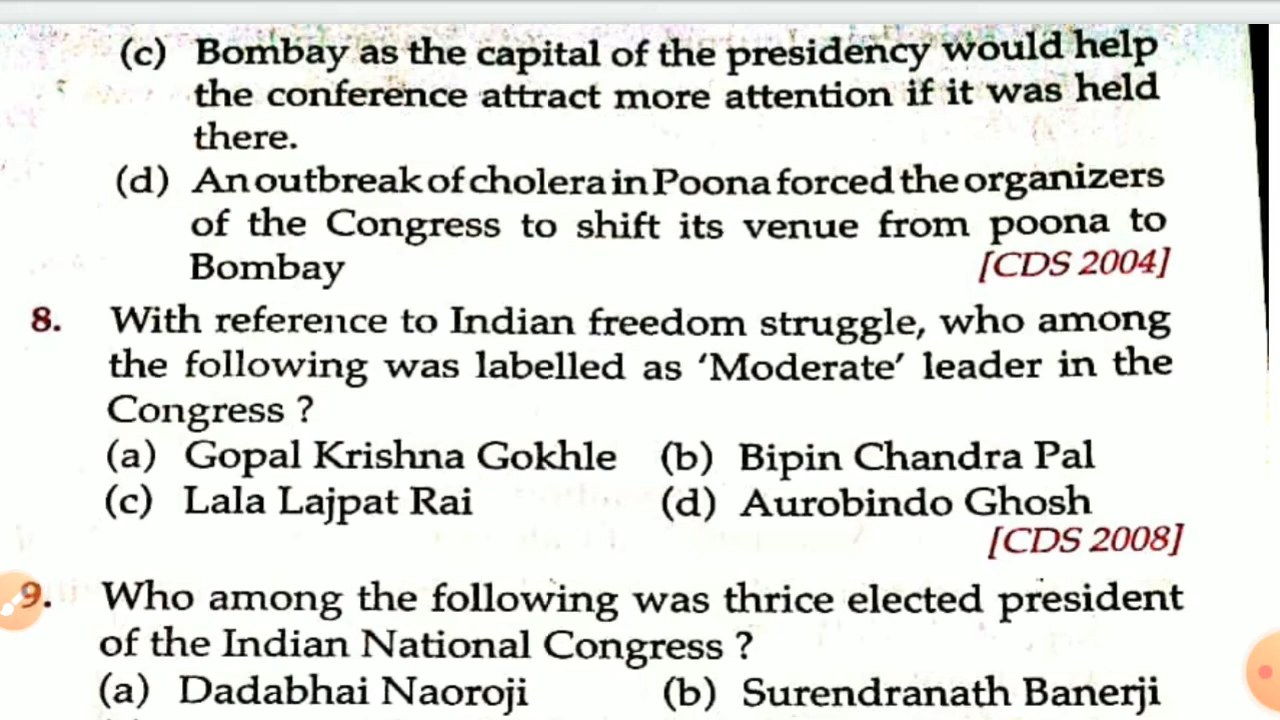 (c) Bombay as the capital of the presidency would help
the conference attract more attention if it was held
there.
(d) An outbreak of cholera in Poona forced the organizers
of the Congress to shift its venue from poona to
Bombay [CDS 2004]
8. With reference to Indian freedom struggle, who among
the following was labelled as ‘Moderate’ leader in the
Congress ?
(a) Gopal Krishna Gokhle (b) Bipin Chandra Pal
(c) Lala Lajpat Rai (d) Aurobindo Ghosh
[CDS 2008]
9. Who among the following was thrice elected president
of the Indian National Congress ?
(a) Dadabhai Naoroji (b) Surendranath Banerji